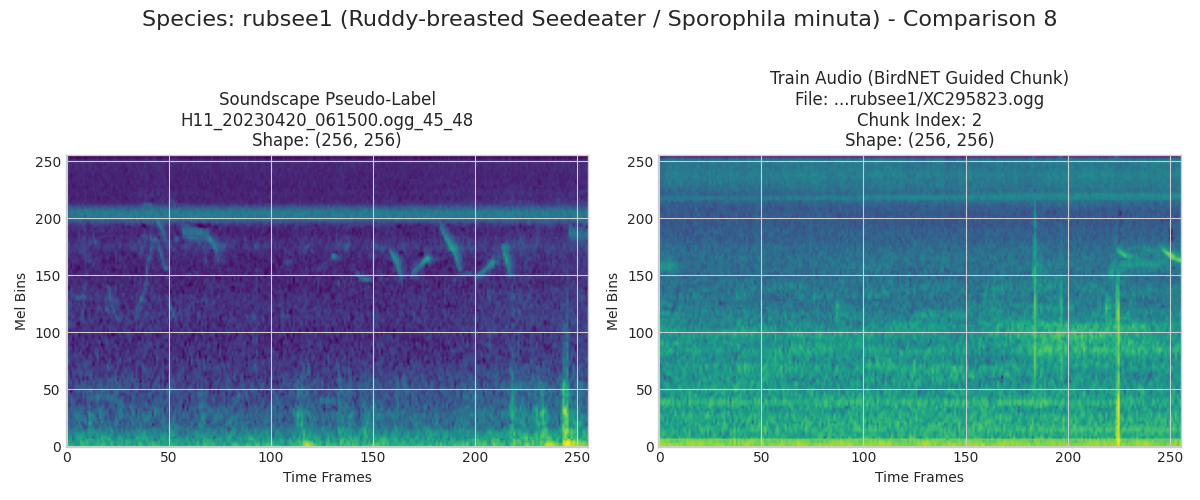 Species: rubsee1 (Ruddy-breasted Seedeater / Sporophila minuta) - Comparison 8
Soundscape Pseudo-Label
H11_20230420_061500.ogg_45_48
Shape: (256, 256)
250
200
150
100
50
0
Mel Bins
0 50 100 150 200 250
Time Frames
Train Audio (BirdNET Guided Chunk)
File: ...rubsee1/XC295823.ogg
Chunk Index: 2
Shape: (256, 256)
250
200
150
100
50
0
Mel Bins
0 50 100 150 200 250
Time Frames